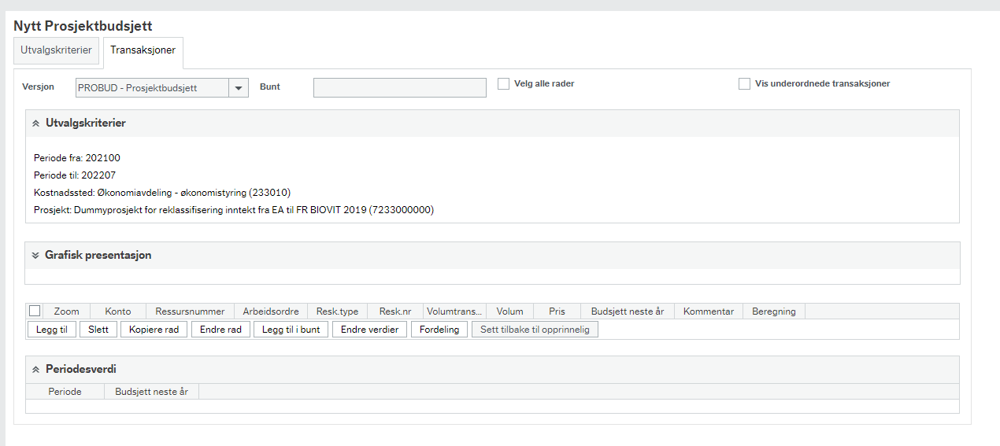 Nytt Prosjektbudsjett
Utvalgskriterier Transaksjoner
Versjon PROBUD - Prosjektbudsjett Bunt Velg alle rader Vis underordnede transaksjoner
Utvalgskriterier
Periode fra: 202100
Periode til: 202207
Kostnadssted: Økonomiavdeling - økonomistyring (233010)
Prosjekt: Dummyprosjekt for reklassifisering inntekt fra EA til FR BIOVIT 2019 (7233000000)
Grafisk presentasjon
Zoom Konto Ressursnummer Arbeidsordre Resk.type Resk.nr Volumtrans... Volum Pris Budsjett neste år Kommentar Beregning
Legg til Slett Kopiere rad Endre rad Legg til i bunt Endre verdier Fordeling Sett tilbake til opprinnelig
Periodesverdi
Periode Budsjett neste år